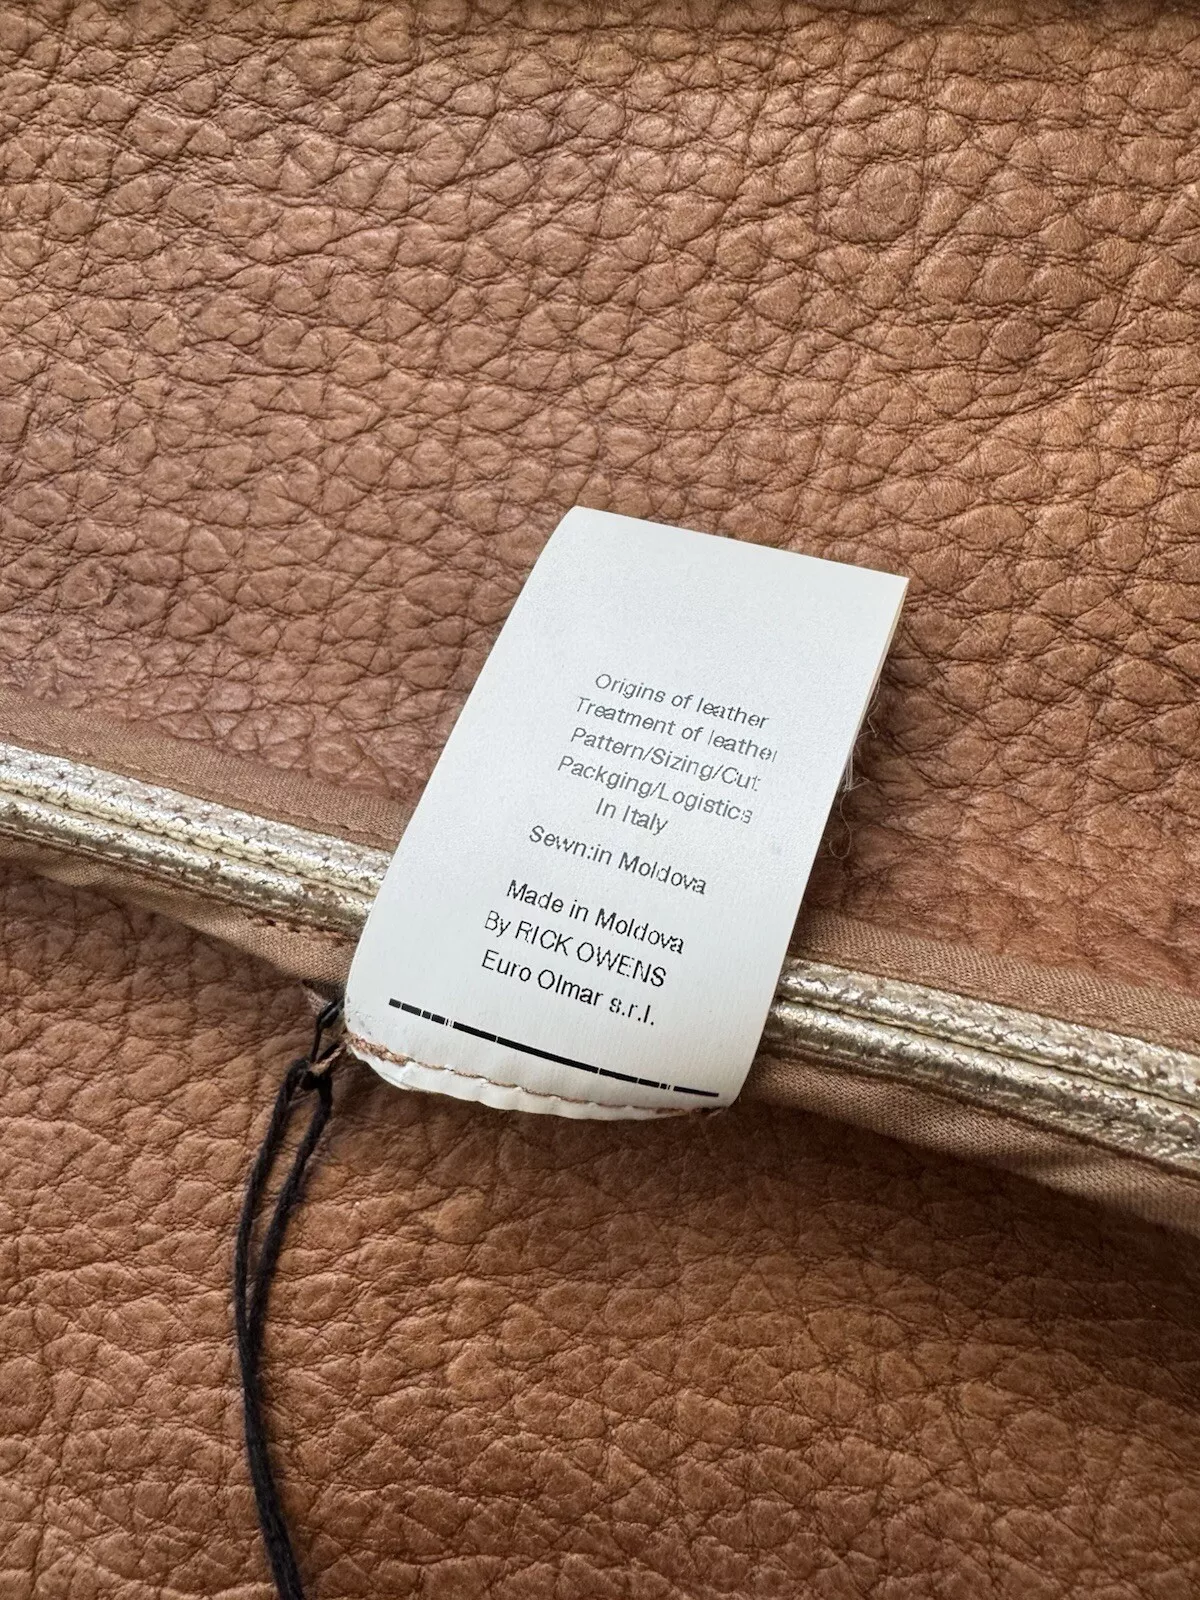 Origins of leather
Treatment of leather
Pattern/Sizing/Cut
Packging/Logistics
In Italy
Sewn:in Moldova
Made in Moldova
By RICK OWENS
Euro Olmar s.r.l.